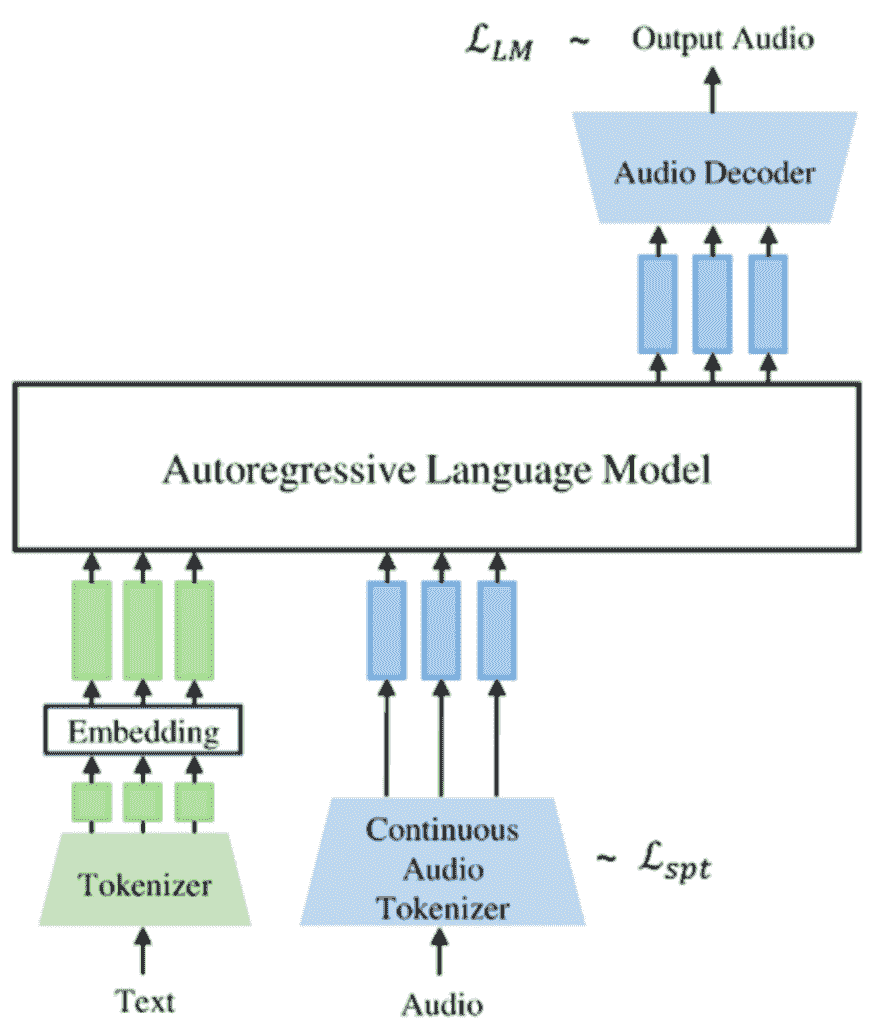 ℒ_LM ~ Output Audio
Audio Decoder
Autoregressive Language Model
Embedding
Tokenizer
Continuous
Audio
Tokenizer
~ ℒ_spt
Text
Audio